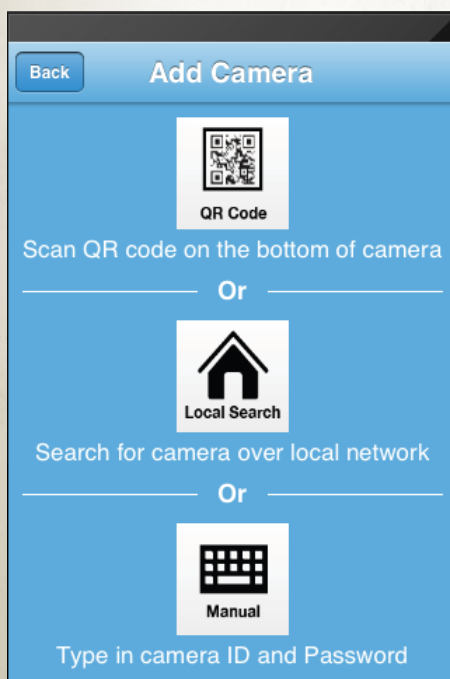 Back
Add Camera
QR Code
Scan QR code on the bottom of camera
Or
Local Search
Search for camera over local network
Or
Manual
Type in camera ID and Password